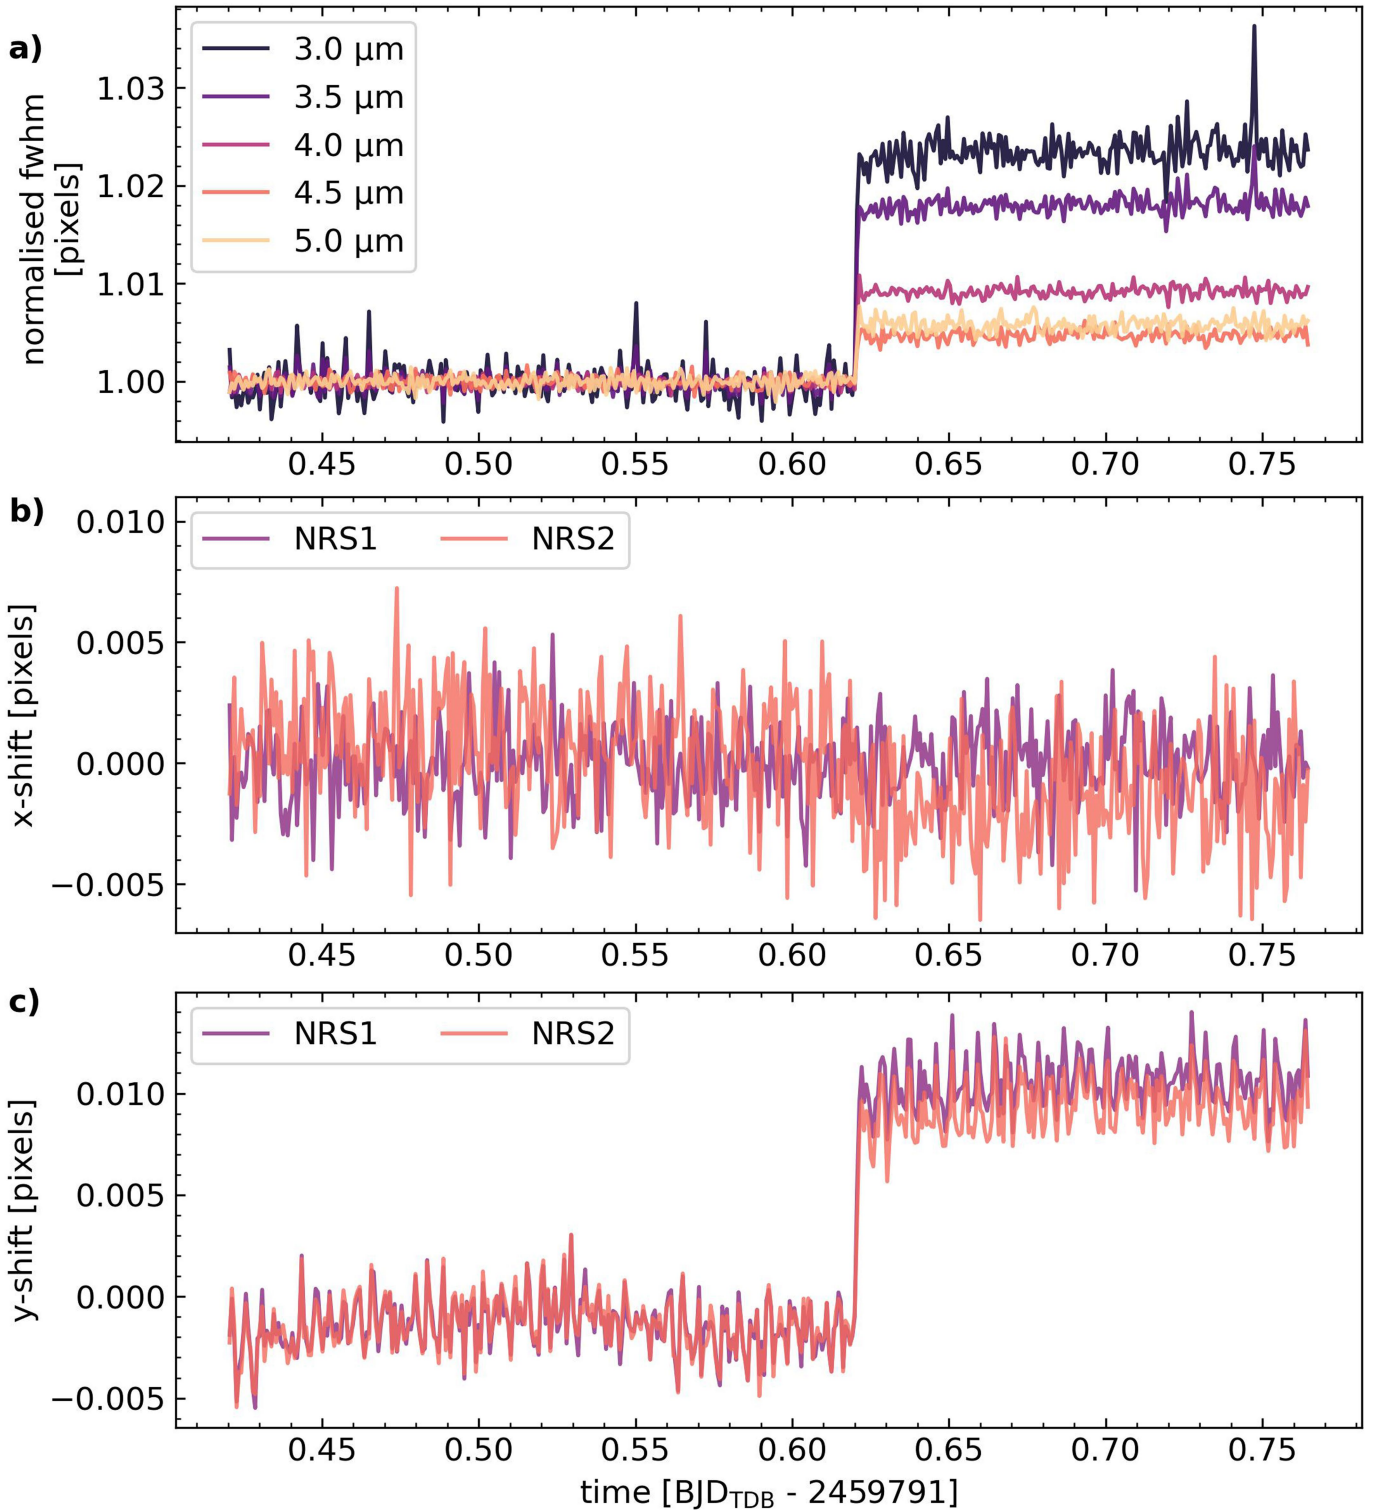 a)
normalised fwhm
[pixels]
3.0 μm
3.5 μm
4.0 μm
4.5 μm
5.0 μm
1.03
1.02
1.01
1.00
0.45 0.50 0.55 0.60 0.65 0.70 0.75
b)
x-shift [pixels]
NRS1 NRS2
0.010
0.005
0.000
−0.005
0.45 0.50 0.55 0.60 0.65 0.70 0.75
c)
y-shift [pixels]
NRS1 NRS2
0.010
0.005
0.000
−0.005
0.45 0.50 0.55 0.60 0.65 0.70 0.75
time [BJD_TDB - 2459791]